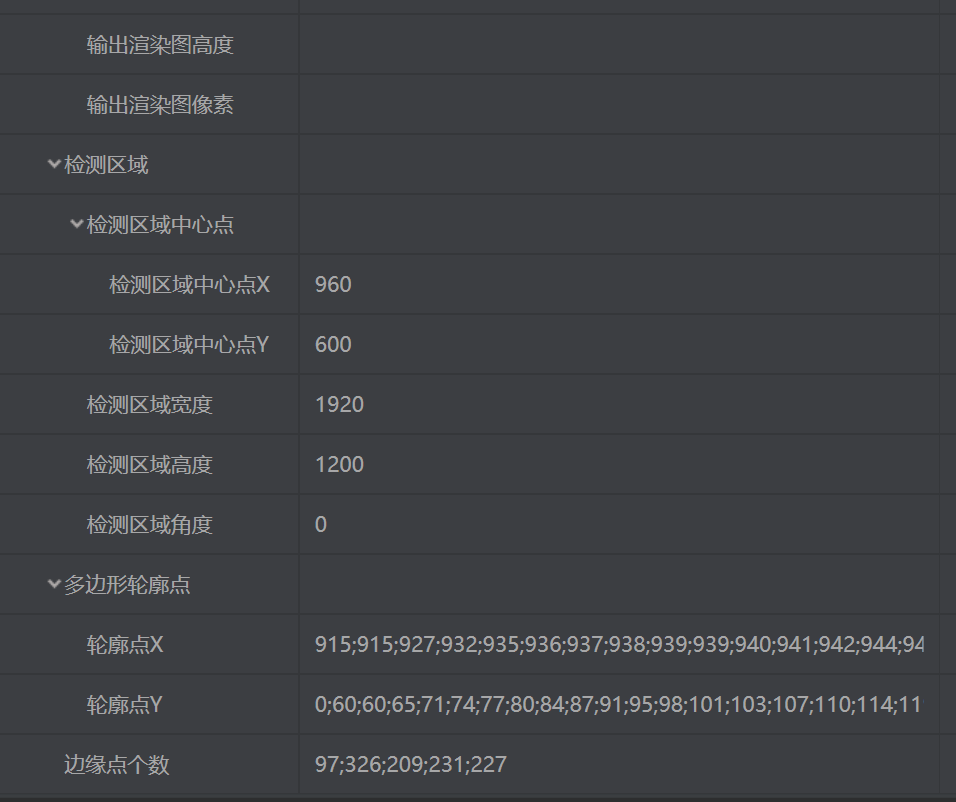 输出渲染图高度
输出渲染图像素
检测区域
检测区域中心点
检测区域中心点X 960
检测区域中心点Y 600
检测区域宽度 1920
检测区域高度 1200
检测区域角度 0
多边形轮廓点
轮廓点X 915;915;927;932;935;936;937;938;939;939;940;941;942;944;94
轮廓点Y 0;60;60;65;71;74;77;80;84;87;91;95;98;101;103;107;110;114;11
边缘点个数 97;326;209;231;227